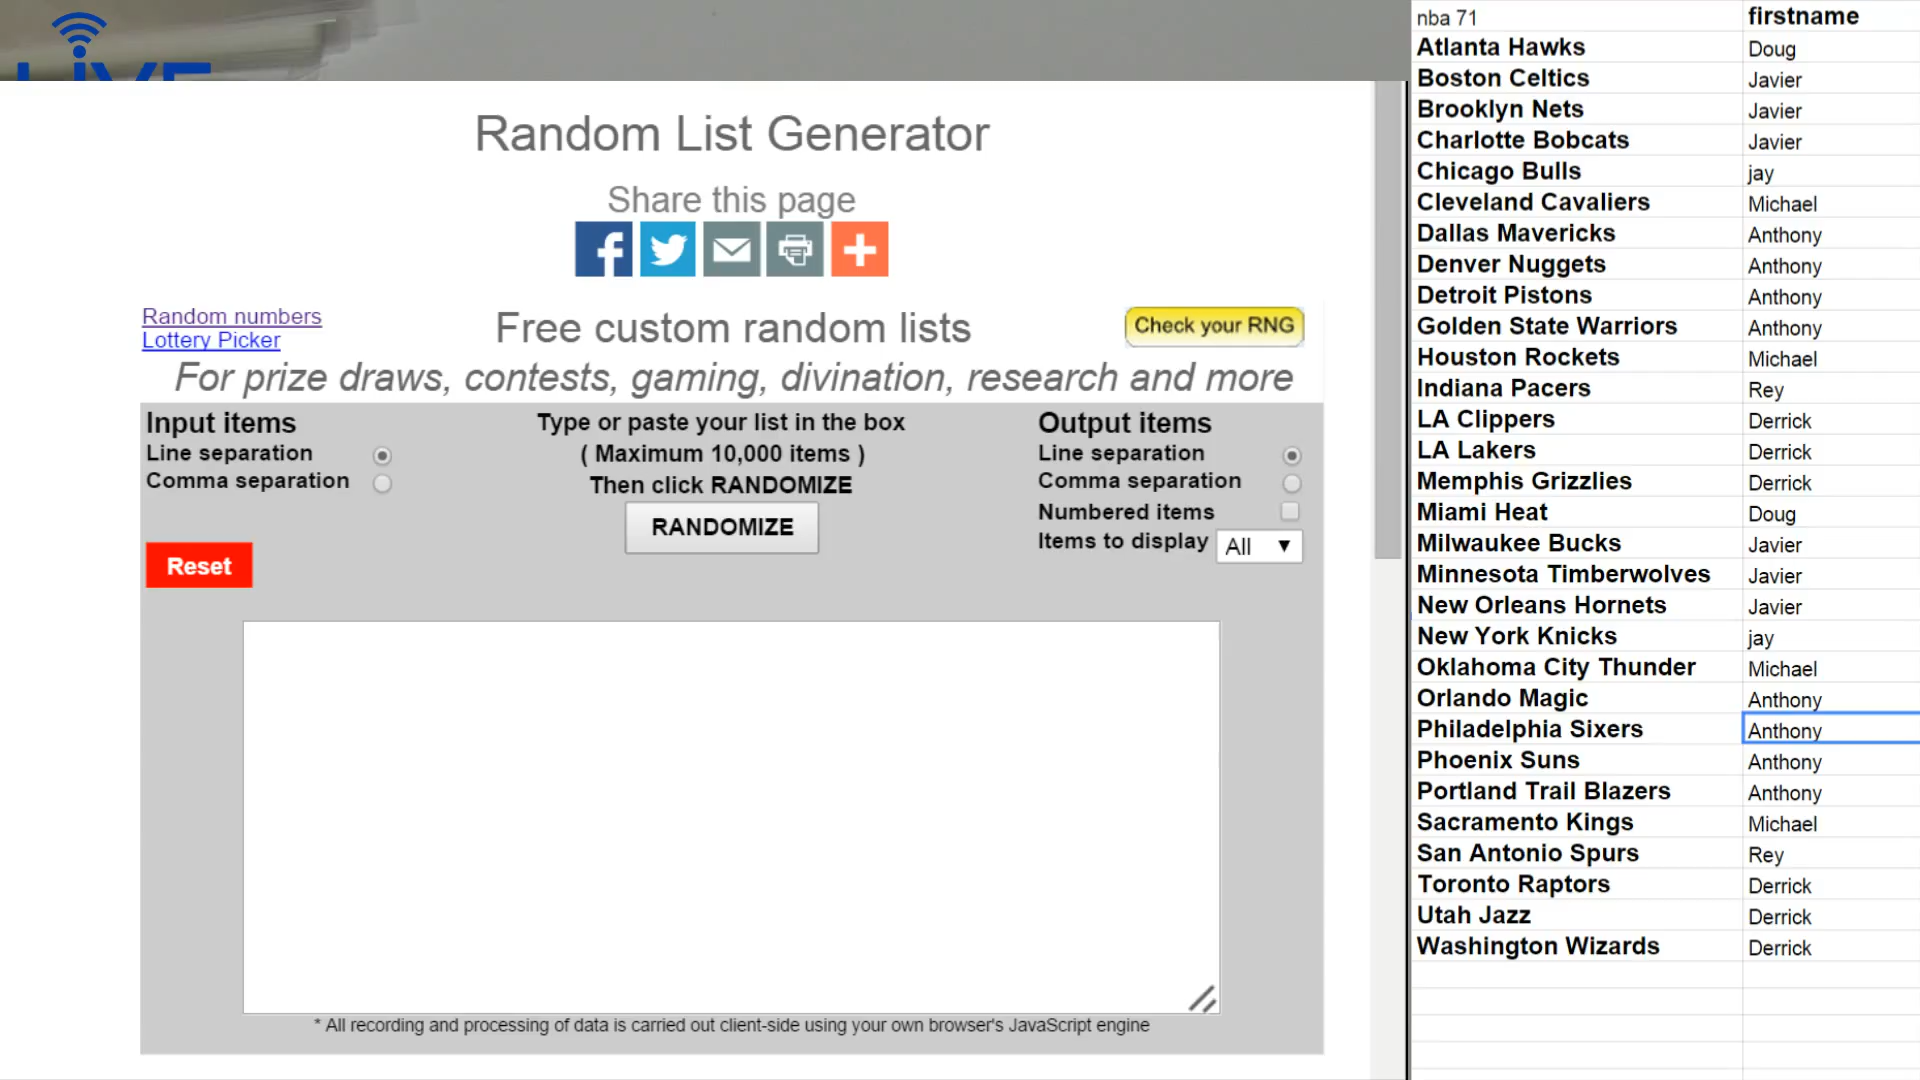 LIVE
Random List Generator
Share this page
Random numbers
Lottery Picker
Free custom random lists
Check your RNG
For prize draws, contests, gaming, divination, research and more
Input items
Line separation
Comma separation
Reset
Type or paste your list in the box
( Maximum 10,000 items )
Then click RANDOMIZE
RANDOMIZE
Output items
Line separation
Comma separation
Numbered items
Items to display All
* All recording and processing of data is carried out client-side using your own browser's JavaScript engine
nba 71 firstname
Atlanta Hawks Doug
Boston Celtics Javier
Brooklyn Nets Javier
Charlotte Bobcats Javier
Chicago Bulls jay
Cleveland Cavaliers Michael
Dallas Mavericks Anthony
Denver Nuggets Anthony
Detroit Pistons Anthony
Golden State Warriors Anthony
Houston Rockets Michael
Indiana Pacers Rey
LA Clippers Derrick
LA Lakers Derrick
Memphis Grizzlies Derrick
Miami Heat Doug
Milwaukee Bucks Javier
Minnesota Timberwolves Javier
New Orleans Hornets Javier
New York Knicks jay
Oklahoma City Thunder Michael
Orlando Magic Anthony
Philadelphia Sixers Anthony
Phoenix Suns Anthony
Portland Trail Blazers Anthony
Sacramento Kings Michael
San Antonio Spurs Rey
Toronto Raptors Derrick
Utah Jazz Derrick
Washington Wizards Derrick